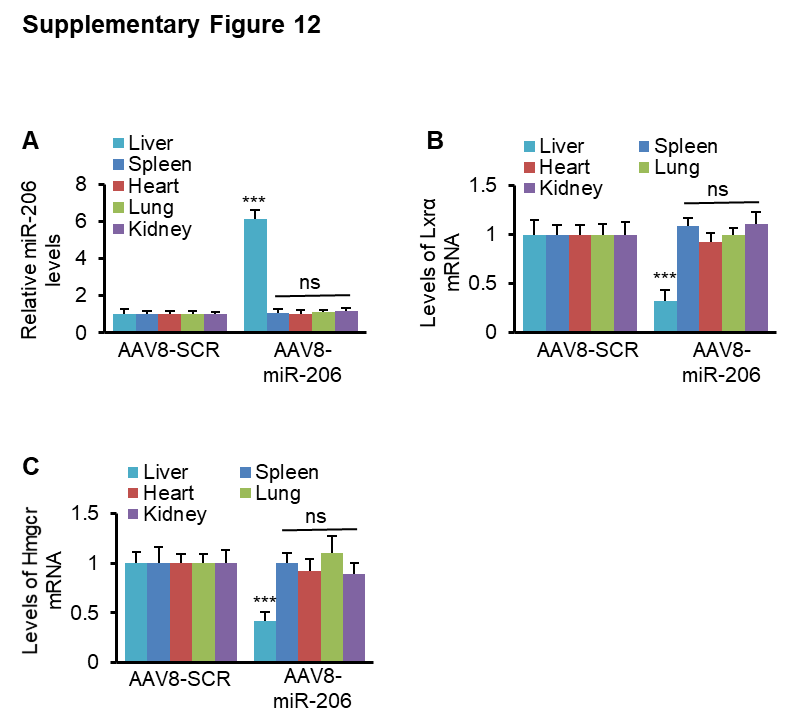 Supplementary Figure 12
A
Liver
Spleen
Heart
Lung
Kidney
Relative miR-206
levels
8
6
4
2
0
***
ns
AAV8-SCR
AAV8-
miR-206
B
Liver
Spleen
Heart
Lung
Kidney
Levels of Lxrα
mRNA
1.5
1
0.5
0
***
ns
AAV8-SCR
AAV8-
miR-206
C
Liver
Spleen
Heart
Lung
Kidney
Levels of Hmgcr
mRNA
1.5
1
0.5
0
***
ns
AAV8-SCR
AAV8-
miR-206